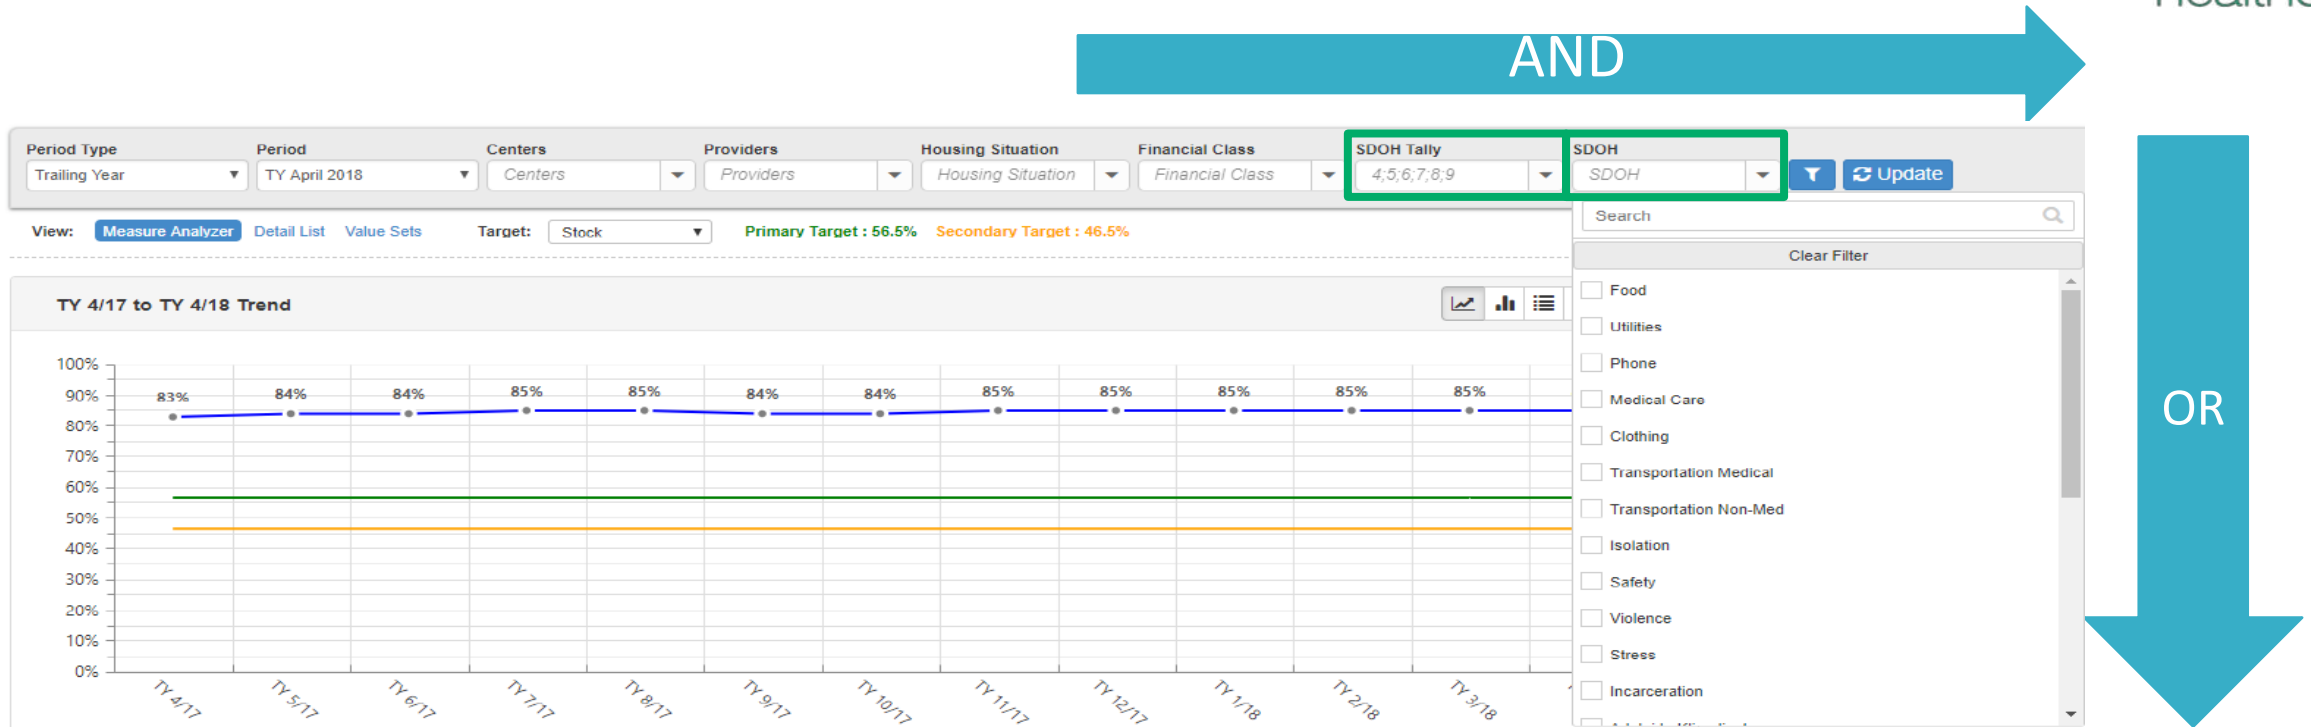 AND
Period Type Period Centers Providers Housing Situation Financial Class SDOH Tally SDOH
Trailing Year TY April 2018 Centers Providers Housing Situation Financial Class 4;5;6;7;8;9 SDOH Update
View: Measure Analyzer Detail List Value Sets Target: Stock Primary Target : 56.5% Secondary Target : 46.5%
Search
Clear Filter
TY 4/17 to TY 4/18 Trend
Food
Utilities
Phone
Medical Care
Clothing
Transportation Medical
Transportation Non-Med
Isolation
Safety
Violence
Stress
Incarceration
OR
100%
90%
80%
70%
60%
50%
40%
30%
20%
10%
0%
83% 84% 84% 85% 85% 84% 84% 85% 85% 85% 85% 85%
TY 4/17 TY 5/17 TY 6/17 TY 7/17 TY 8/17 TY 9/17 TY 10/17 TY 11/17 TY 12/17 TY 1/18 TY 2/18 TY 3/18